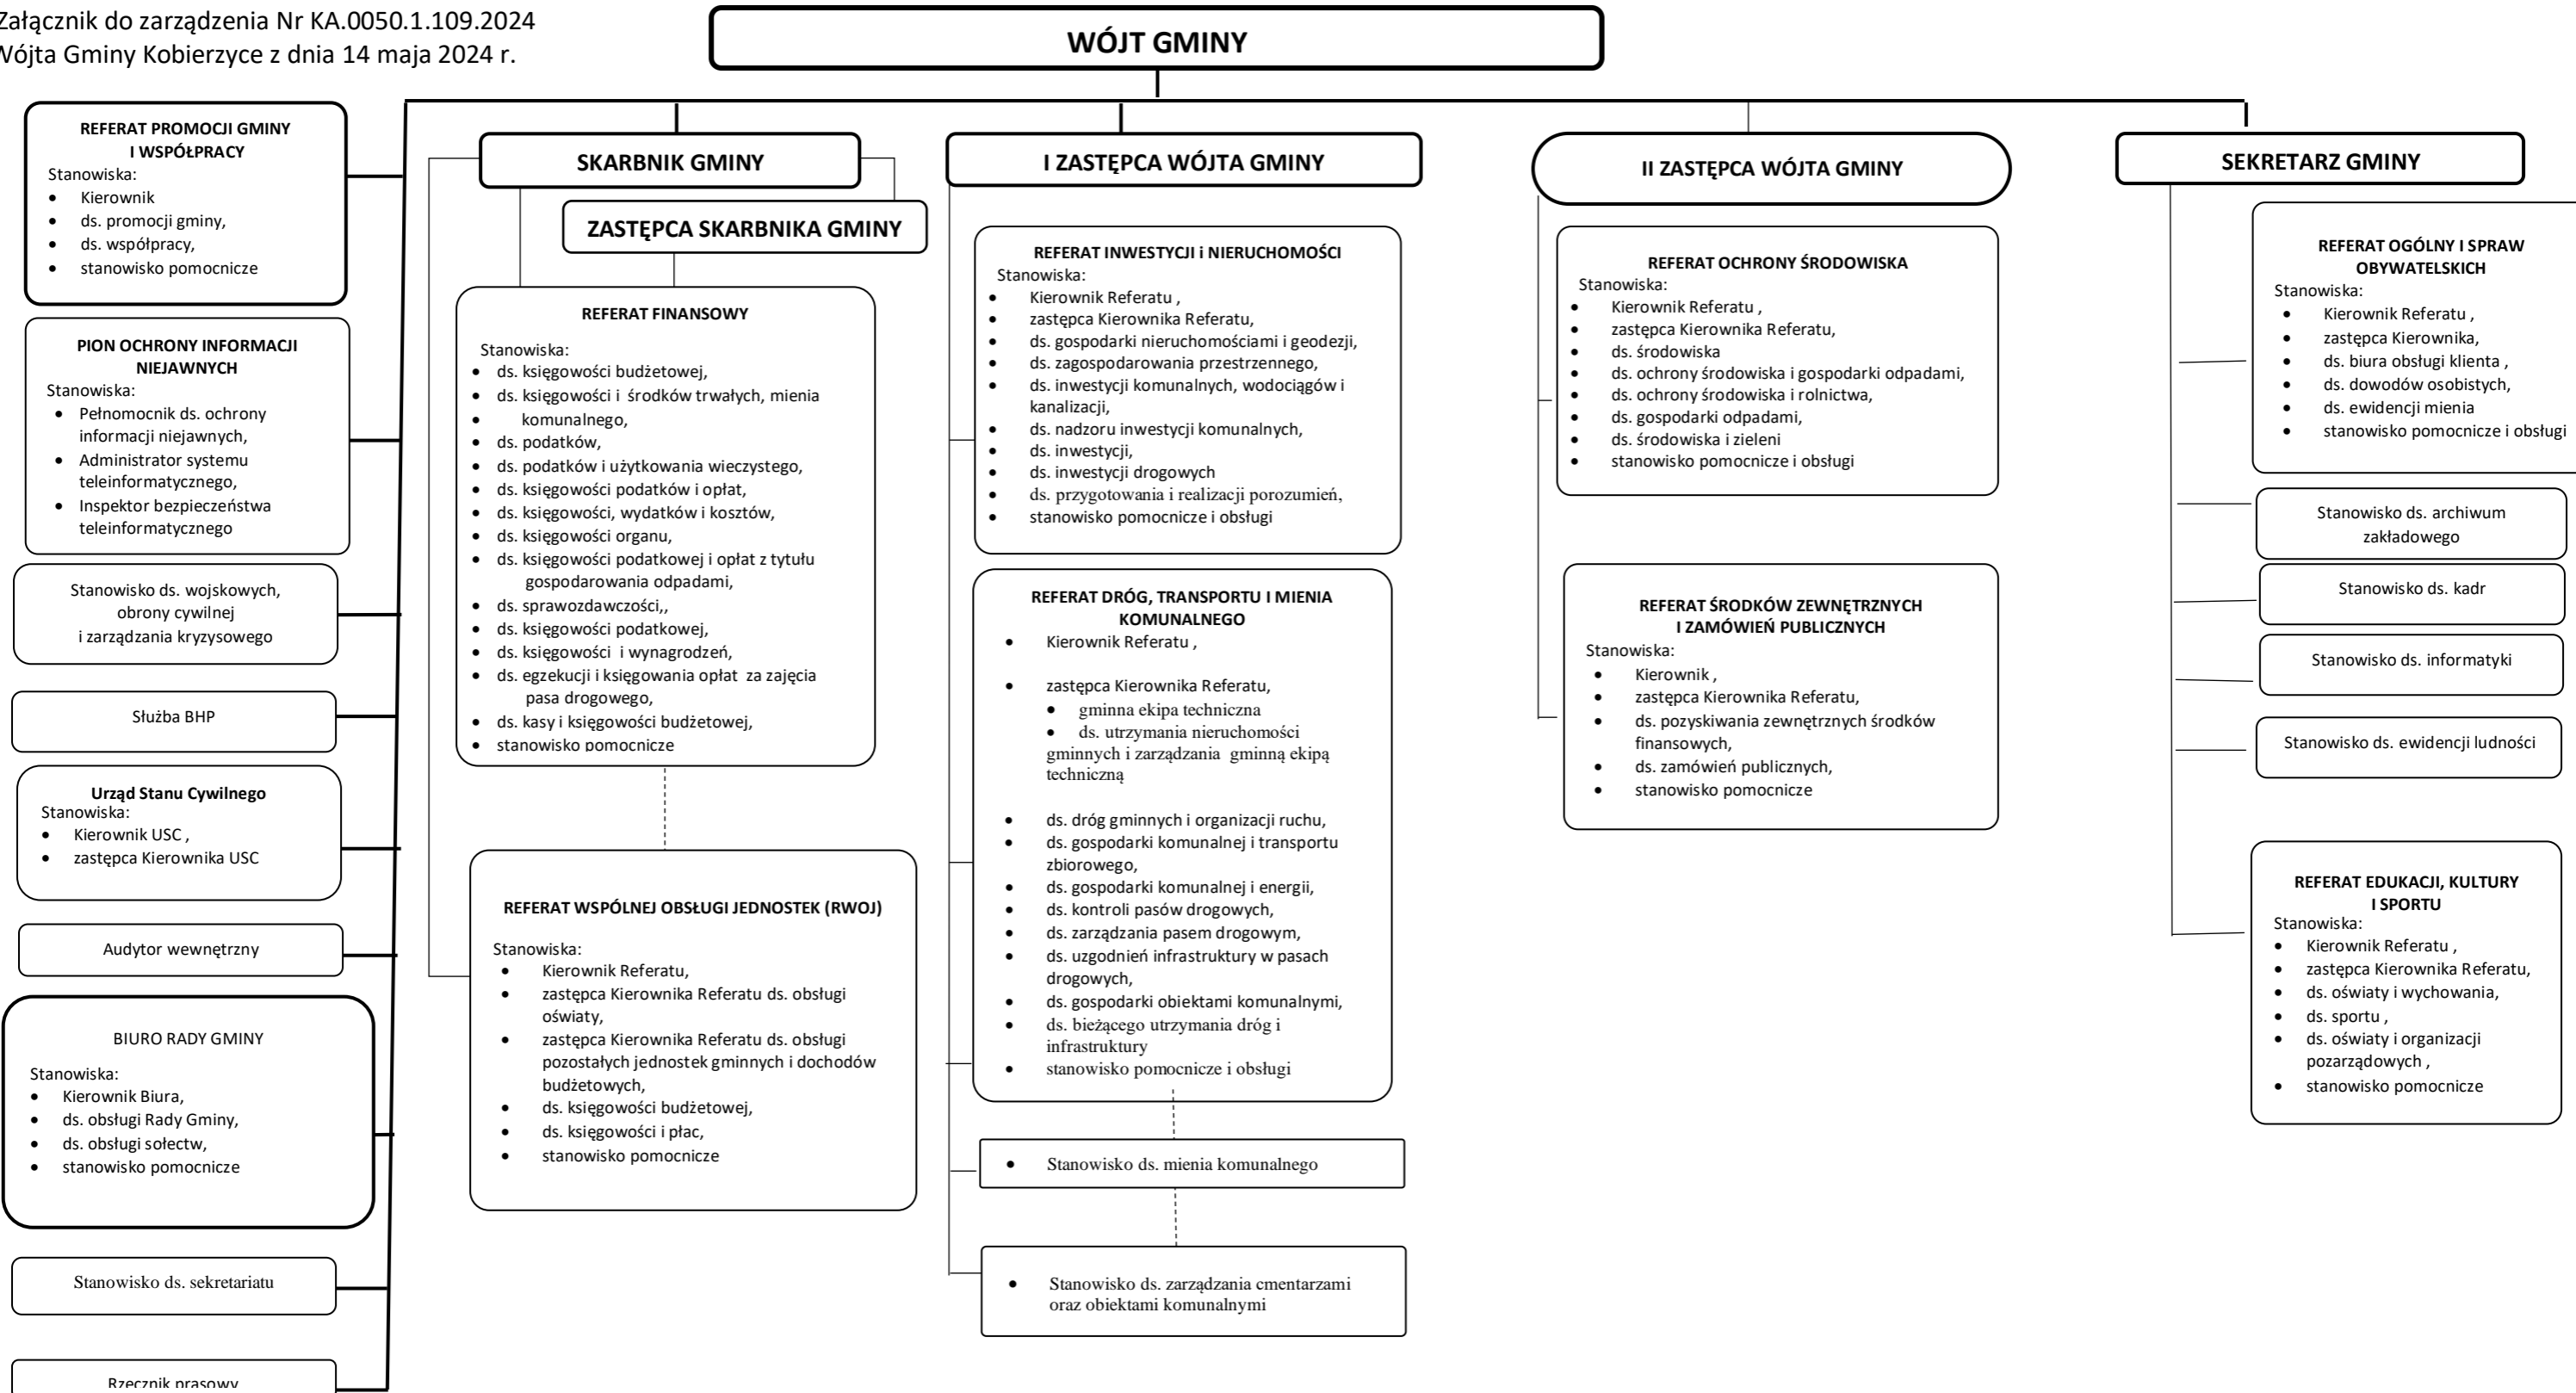 Załącznik do zarządzenia Nr KA.0050.1.109.2024
Wójta Gminy Kobierzyce z dnia 14 maja 2024 r.
WÓJT GMINY
REFERAT PROMOCJI GMINY
I WSPÓŁPRACY
Stanowiska:
• Kierownik
• ds. promocji gminy,
• ds. współpracy,
• stanowisko pomocnicze
PION OCHRONY INFORMACJI
NIEJAWNYCH
Stanowiska:
• Pełnomocnik ds. ochrony
informacji niejawnych,
• Administrator systemu
teleinformatycznego,
• Inspektor bezpieczeństwa
teleinformatycznego
Stanowisko ds. wojskowych,
obrony cywilnej
i zarządzania kryzysowego
Służba BHP
Urząd Stanu Cywilnego
Stanowiska:
• Kierownik USC ,
• zastępca Kierownika USC
Audytor wewnętrzny
BIURO RADY GMINY
Stanowiska:
• Kierownik Biura,
• ds. obsługi Rady Gminy,
• ds. obsługi sołectw,
• stanowisko pomocnicze
Stanowisko ds. sekretariatu
Rzecznik prasowy
SKARBNIK GMINY
ZASTĘPCA SKARBNIKA GMINY
REFERAT FINANSOWY
Stanowiska:
• ds. księgowości budżetowej,
• ds. księgowości i środków trwałych, mienia
• komunalnego,
• ds. podatków,
• ds. podatków i użytkowania wieczystego,
• ds. księgowości podatków i opłat,
• ds. księgowości, wydatków i kosztów,
• ds. księgowości organu,
• ds. księgowości podatkowej i opłat z tytułu
gospodarowania odpadami,
• ds. sprawozdawczości,,
• ds. księgowości podatkowej,
• ds. księgowości i wynagrodzeń,
• ds. egzekucji i księgowania opłat za zajęcia
pasa drogowego,
• ds. kasy i księgowości budżetowej,
• stanowisko pomocnicze
REFERAT WSPÓLNEJ OBSŁUGI JEDNOSTEK (RWOJ)
Stanowiska:
• Kierownik Referatu,
• zastępca Kierownika Referatu ds. obsługi
oświaty,
• zastępca Kierownika Referatu ds. obsługi
pozostałych jednostek gminnych i dochodów
budżetowych,
• ds. księgowości budżetowej,
• ds. księgowości i płac,
• stanowisko pomocnicze
I ZASTĘPCA WÓJTA GMINY
REFERAT INWESTYCJI i NIERUCHOMOŚCI
Stanowiska:
• Kierownik Referatu ,
• zastępca Kierownika Referatu,
• ds. gospodarki nieruchomościami i geodezji,
• ds. zagospodarowania przestrzennego,
• ds. inwestycji komunalnych, wodociągów i
kanalizacji,
• ds. nadzoru inwestycji komunalnych,
• ds. inwestycji,
• ds. inwestycji drogowych
• ds. przygotowania i realizacji porozumień,
• stanowisko pomocnicze i obsługi
REFERAT DRÓG, TRANSPORTU I MIENIA
KOMUNALNEGO
• Kierownik Referatu ,
• zastępca Kierownika Referatu,
• gminna ekipa techniczna
• ds. utrzymania nieruchomości
gminnych i zarządzania gminną ekipą
techniczną
• ds. dróg gminnych i organizacji ruchu,
• ds. gospodarki komunalnej i transportu
zbiorowego,
• ds. gospodarki komunalnej i energii,
• ds. kontroli pasów drogowych,
• ds. zarządzania pasem drogowym,
• ds. uzgodnień infrastruktury w pasach
drogowych,
• ds. gospodarki obiektami komunalnymi,
• ds. bieżącego utrzymania dróg i
infrastruktury
• stanowisko pomocnicze i obsługi
• Stanowisko ds. mienia komunalnego
• Stanowisko ds. zarządzania cmentarzami
oraz obiektami komunalnymi
II ZASTĘPCA WÓJTA GMINY
REFERAT OCHRONY ŚRODOWISKA
Stanowiska:
• Kierownik Referatu ,
• zastępca Kierownika Referatu,
• ds. środowiska
• ds. ochrony środowiska i gospodarki odpadami,
• ds. ochrony środowiska i rolnictwa,
• ds. gospodarki odpadami,
• ds. środowiska i zieleni
• stanowisko pomocnicze i obsługi
REFERAT ŚRODKÓW ZEWNĘTRZNYCH
I ZAMÓWIEŃ PUBLICZNYCH
Stanowiska:
• Kierownik ,
• zastępca Kierownika Referatu,
• ds. pozyskiwania zewnętrznych środków
finansowych,
• ds. zamówień publicznych,
• stanowisko pomocnicze
SEKRETARZ GMINY
REFERAT OGÓLNY I SPRAW
OBYWATELSKICH
Stanowiska:
• Kierownik Referatu ,
• zastępca Kierownika,
• ds. biura obsługi klienta ,
• ds. dowodów osobistych,
• ds. ewidencji mienia
• stanowisko pomocnicze i obsługi
Stanowisko ds. archiwum
zakładowego
Stanowisko ds. kadr
Stanowisko ds. informatyki
Stanowisko ds. ewidencji ludności
REFERAT EDUKACJI, KULTURY
I SPORTU
Stanowiska:
• Kierownik Referatu ,
• zastępca Kierownika Referatu,
• ds. oświaty i wychowania,
• ds. sportu ,
• ds. oświaty i organizacji
pozarządowych ,
• stanowisko pomocnicze